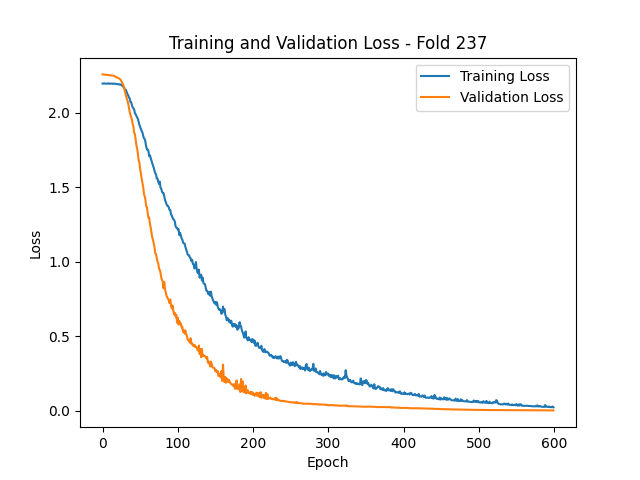 Training and Validation Loss - Fold 237
Training Loss
Validation Loss
Loss
2.0
1.5
1.0
0.5
0.0
0 100 200 300 400 500 600
Epoch